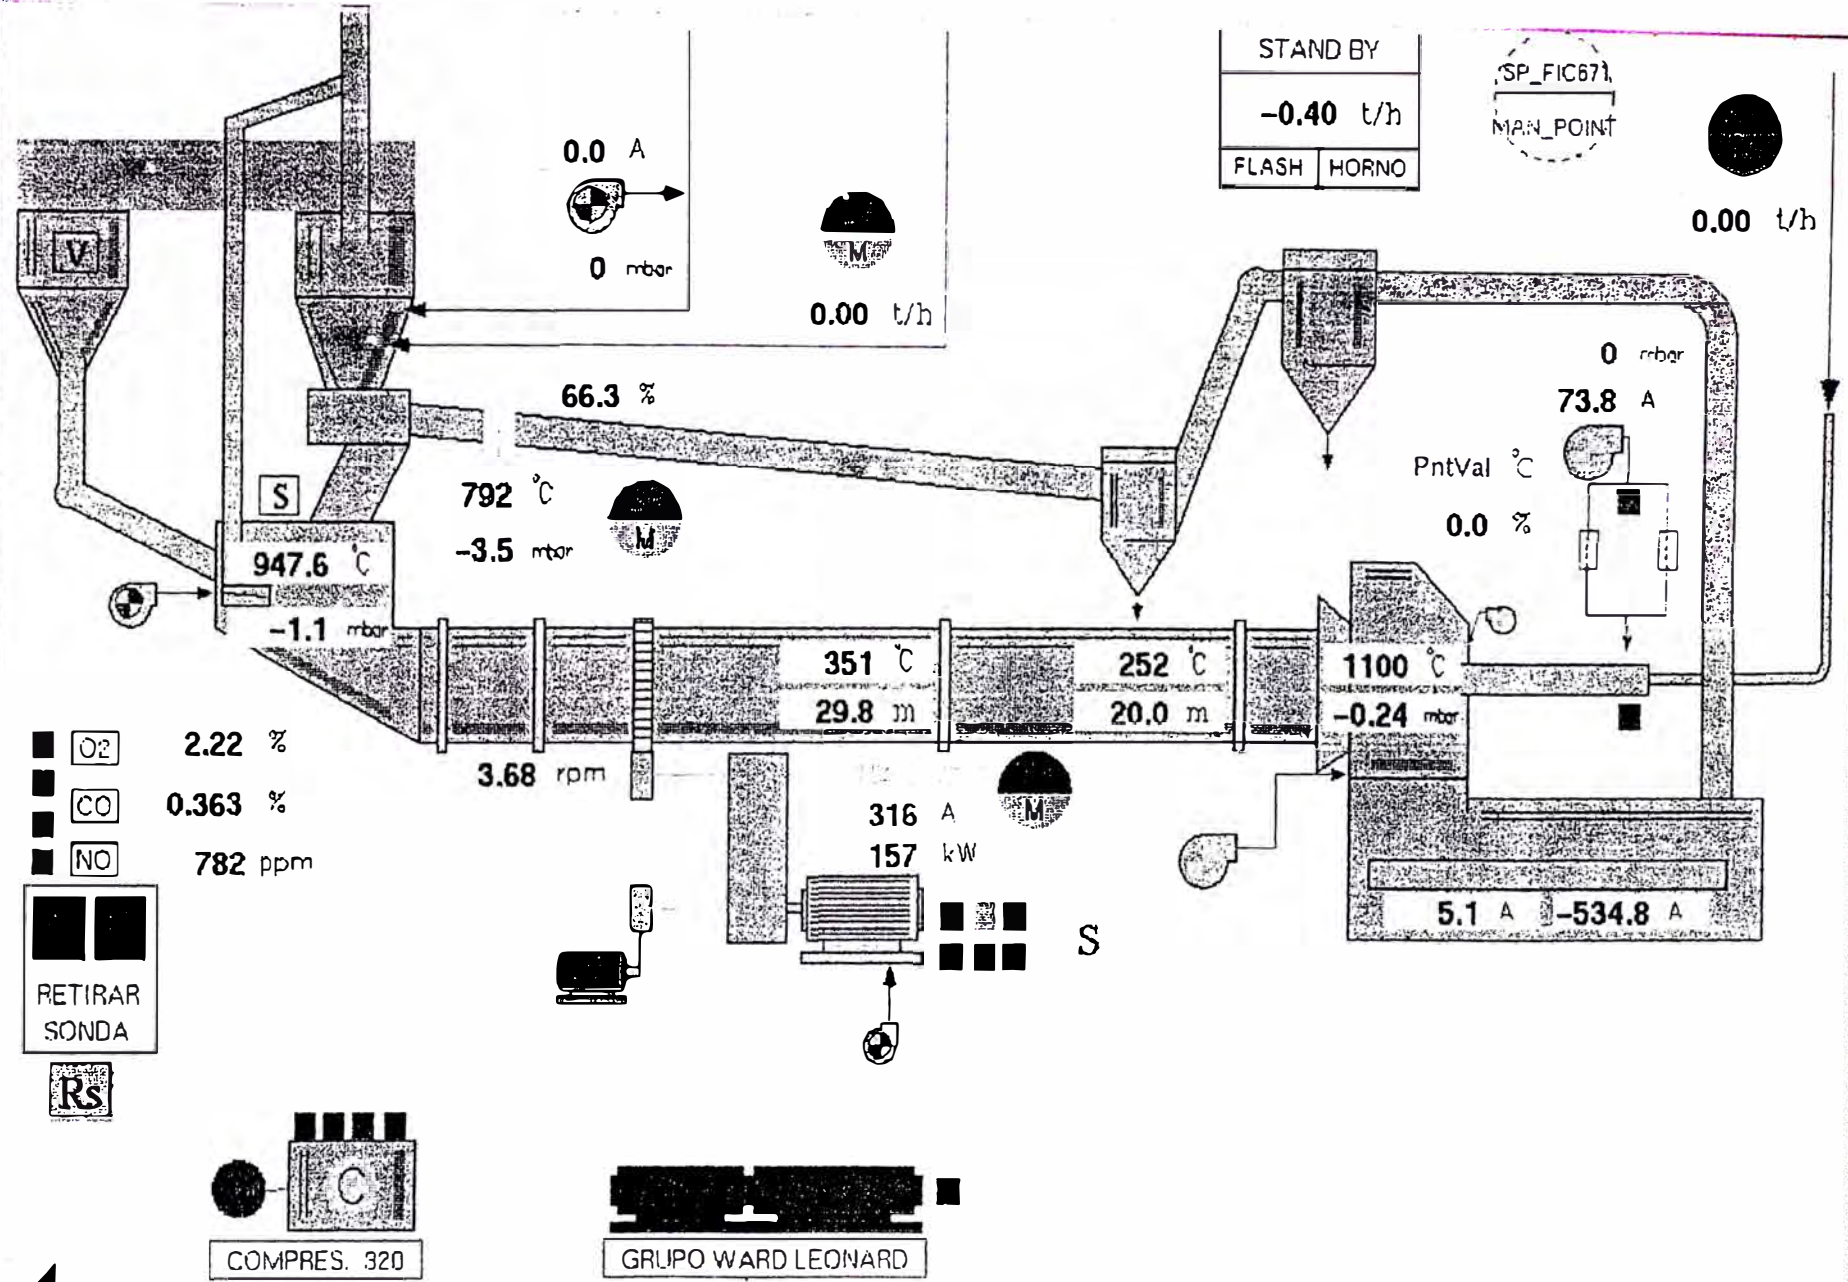 STAND BY
-0.40 t/h
FLASH HORNO
SP_FIC671
MAN_POINT
0.00 t/h
0.0 A
0 mbar
M
0.00 t/h
V
66.3 %
0 mbar
73.8 A
PntVal °C
0.0 %
S
792 °C
-3.5 mbar
M
947.6 °C
-1.1 mbar
351 °C
29.8 m
252 °C
20.0 m
1100 °C
-0.24 mbar
O2 2.22 %
CO 0.363 %
NO 782 ppm
3.68 rpm
316 A
157 kW
M
S
5.1 A -534.8 A
RETIRAR
SONDA
Rs
C
COMPRES. 320
GRUPO WARD LEONARD